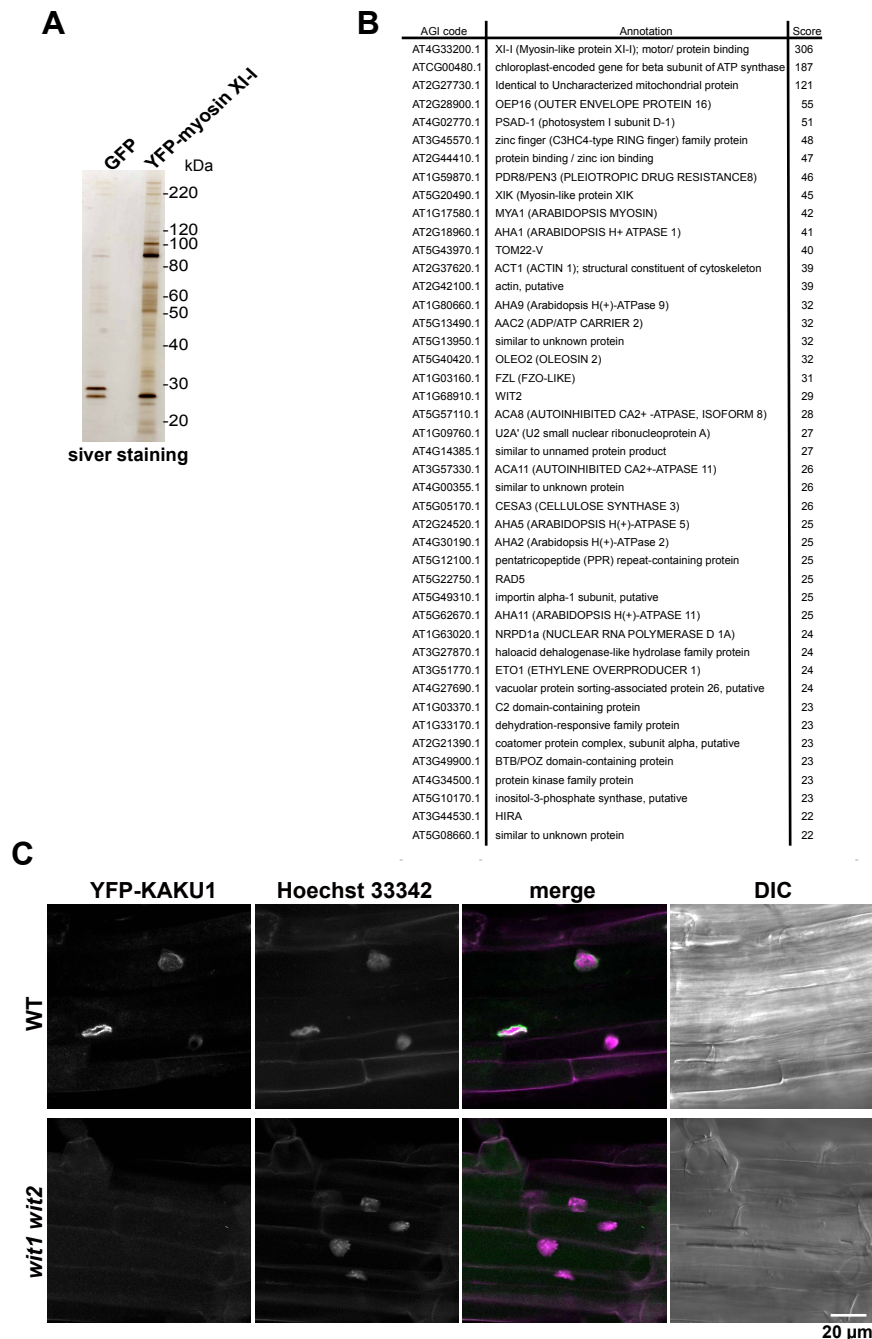 A
GFP
YFP-myosin XI-I
kDa
-220
-120
-100
-80
-60
-50
-40
-30
-20
siver staining
B
AGI code Annotation Score
AT4G33200.1 XI-I (Myosin-like protein XI-I); motor/ protein binding 306
ATCG00480.1 chloroplast-encoded gene for beta subunit of ATP synthase 187
AT2G27730.1 Identical to Uncharacterized mitochondrial protein 121
AT2G28900.1 OEP16 (OUTER ENVELOPE PROTEIN 16) 55
AT4G02770.1 PSAD-1 (photosystem I subunit D-1) 51
AT3G45570.1 zinc finger (C3HC4-type RING finger) family protein 48
AT2G44410.1 protein binding / zinc ion binding 47
AT1G59870.1 PDR8/PEN3 (PLEIOTROPIC DRUG RESISTANCE8) 46
AT5G20490.1 XIK (Myosin-like protein XIK 45
AT1G17580.1 MYA1 (ARABIDOPSIS MYOSIN) 42
AT2G18960.1 AHA1 (ARABIDOPSIS H+ ATPASE 1) 41
AT5G43970.1 TOM22-V 40
AT2G37620.1 ACT1 (ACTIN 1); structural constituent of cytoskeleton 39
AT2G42100.1 actin, putative 39
AT1G80660.1 AHA9 (Arabidopsis H(+)-ATPase 9) 32
AT5G13490.1 AAC2 (ADP/ATP CARRIER 2) 32
AT5G13950.1 similar to unknown protein 32
AT5G40420.1 OLEO2 (OLEOSIN 2) 32
AT1G03160.1 FZL (FZO-LIKE) 31
AT1G68910.1 WIT2 29
AT5G57110.1 ACA8 (AUTOINHIBITED CA2+ -ATPASE, ISOFORM 8) 28
AT1G09760.1 U2A' (U2 small nuclear ribonucleoprotein A) 27
AT4G14385.1 similar to unnamed protein product 27
AT3G57330.1 ACA11 (AUTOINHIBITED CA2+-ATPASE 11) 26
AT4G00355.1 similar to unknown protein 26
AT5G05170.1 CESA3 (CELLULOSE SYNTHASE 3) 26
AT2G24520.1 AHA5 (ARABIDOPSIS H(+)-ATPASE 5) 25
AT4G30190.1 AHA2 (Arabidopsis H(+)-ATPase 2) 25
AT5G12100.1 pentatricopeptide (PPR) repeat-containing protein 25
AT5G22750.1 RAD5 25
AT5G49310.1 importin alpha-1 subunit, putative 25
AT5G62670.1 AHA11 (ARABIDOPSIS H(+)-ATPASE 11) 25
AT1G63020.1 NRPD1a (NUCLEAR RNA POLYMERASE D 1A) 24
AT3G27870.1 haloacid dehalogenase-like hydrolase family protein 24
AT3G51770.1 ETO1 (ETHYLENE OVERPRODUCER 1) 24
AT4G27690.1 vacuolar protein sorting-associated protein 26, putative 24
AT1G03370.1 C2 domain-containing protein 23
AT1G33170.1 dehydration-responsive family protein 23
AT2G21390.1 coatomer protein complex, subunit alpha, putative 23
AT3G49900.1 BTB/POZ domain-containing protein 23
AT4G34500.1 protein kinase family protein 23
AT5G10170.1 inositol-3-phosphate synthase, putative 23
AT3G44530.1 HIRA 22
AT5G08660.1 similar to unknown protein 22
C
YFP-KAKU1 Hoechst 33342 merge DIC
WT
wit1 wit2
20 µm